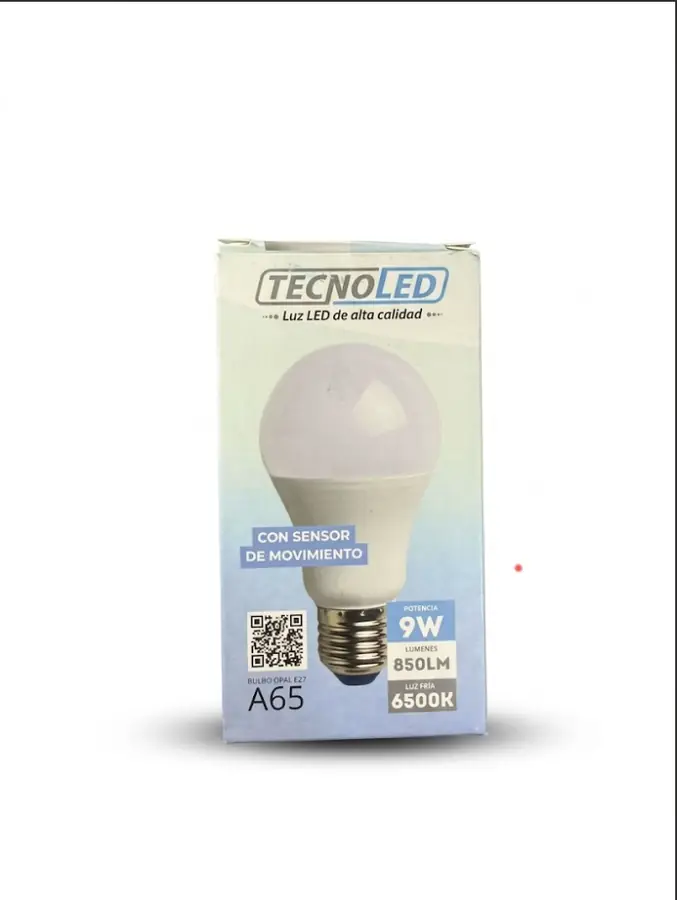 TECNOLED
Luz LED de alta calidad
CON SENSOR
DE MOVIMIENTO
POTENCIA
9W
LUMENES
850LM
LUZ FRÍA
6500K
BULBO OPAL E27
A65